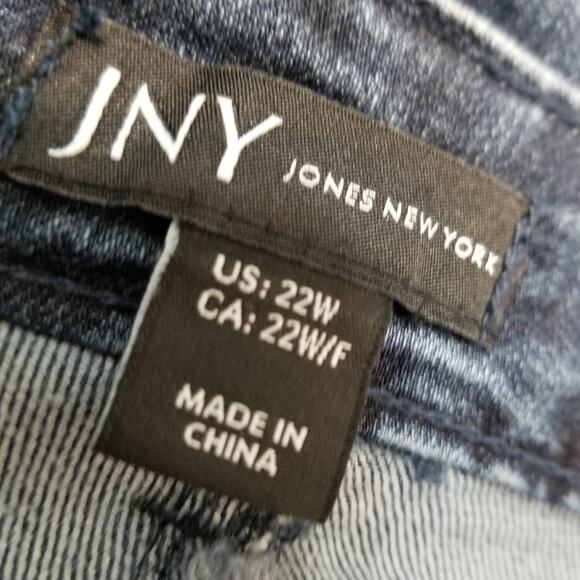 JNY
JONES NEW YORK
US: 22W
CA: 22W/F
MADE IN
CHINA